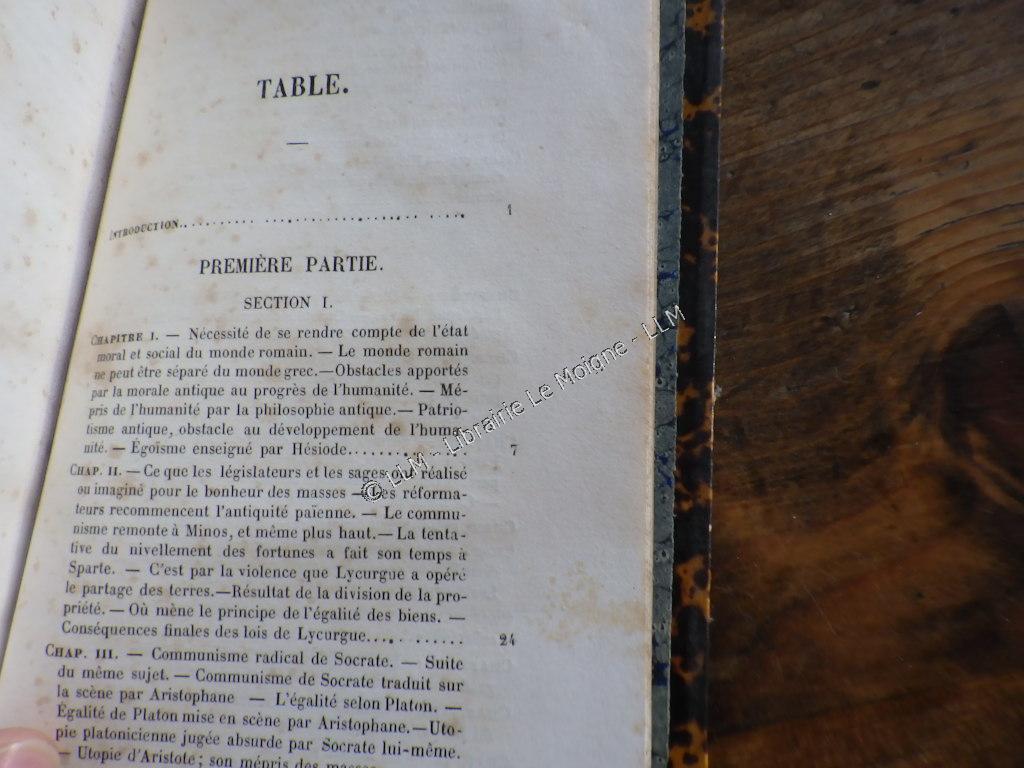 TABLE.
INTRODUCTION.......... .................. ..... 1
PREMIÈRE PARTIE.
SECTION I.
CHAPITRE I. — Nécessité de se rendre compte de l'état
moral et social du monde romain. — Le monde romain
ne peut être séparé du monde grec.—Obstacles apportés
par la morale antique au progrès de l'humanité. — Mé-
pris de l'humanité par la philosophie antique.— Patrio-
tisme antique, obstacle au développement de l'huma-
nité. — Égoïsme enseigné par Hésiode.............. 7
CHAP. II. — Ce que les législateurs et les sages ont réalisé
ou imaginé pour le bonheur des masses — Les réforma-
teurs recommencent l'antiquité païenne. — Le commu-
nisme remonte à Minos, et même plus haut.— La tenta-
tive du nivellement des fortunes a fait son temps à
Sparte. — C'est par la violence que Lycurgue a opéré
le partage des terres.—Résultat de la division de la pro-
priété. — Où mène le principe de l'égalité des biens. —
Conséquences finales des lois de Lycurgue.... ........ 24
CHAP. III. — Communisme radical de Socrate. — Suite
du même sujet. — Communisme de Socrate traduit sur
la scène par Aristophane — L'égalité selon Platon. —
Égalité de Platon mise en scène par Aristophane.— Uto-
pie platonicienne jugée absurde par Socrate lui-même.
— Utopie d'Aristote ; son mépris des masses
© LLM - Librairie Le Moigne - LLM